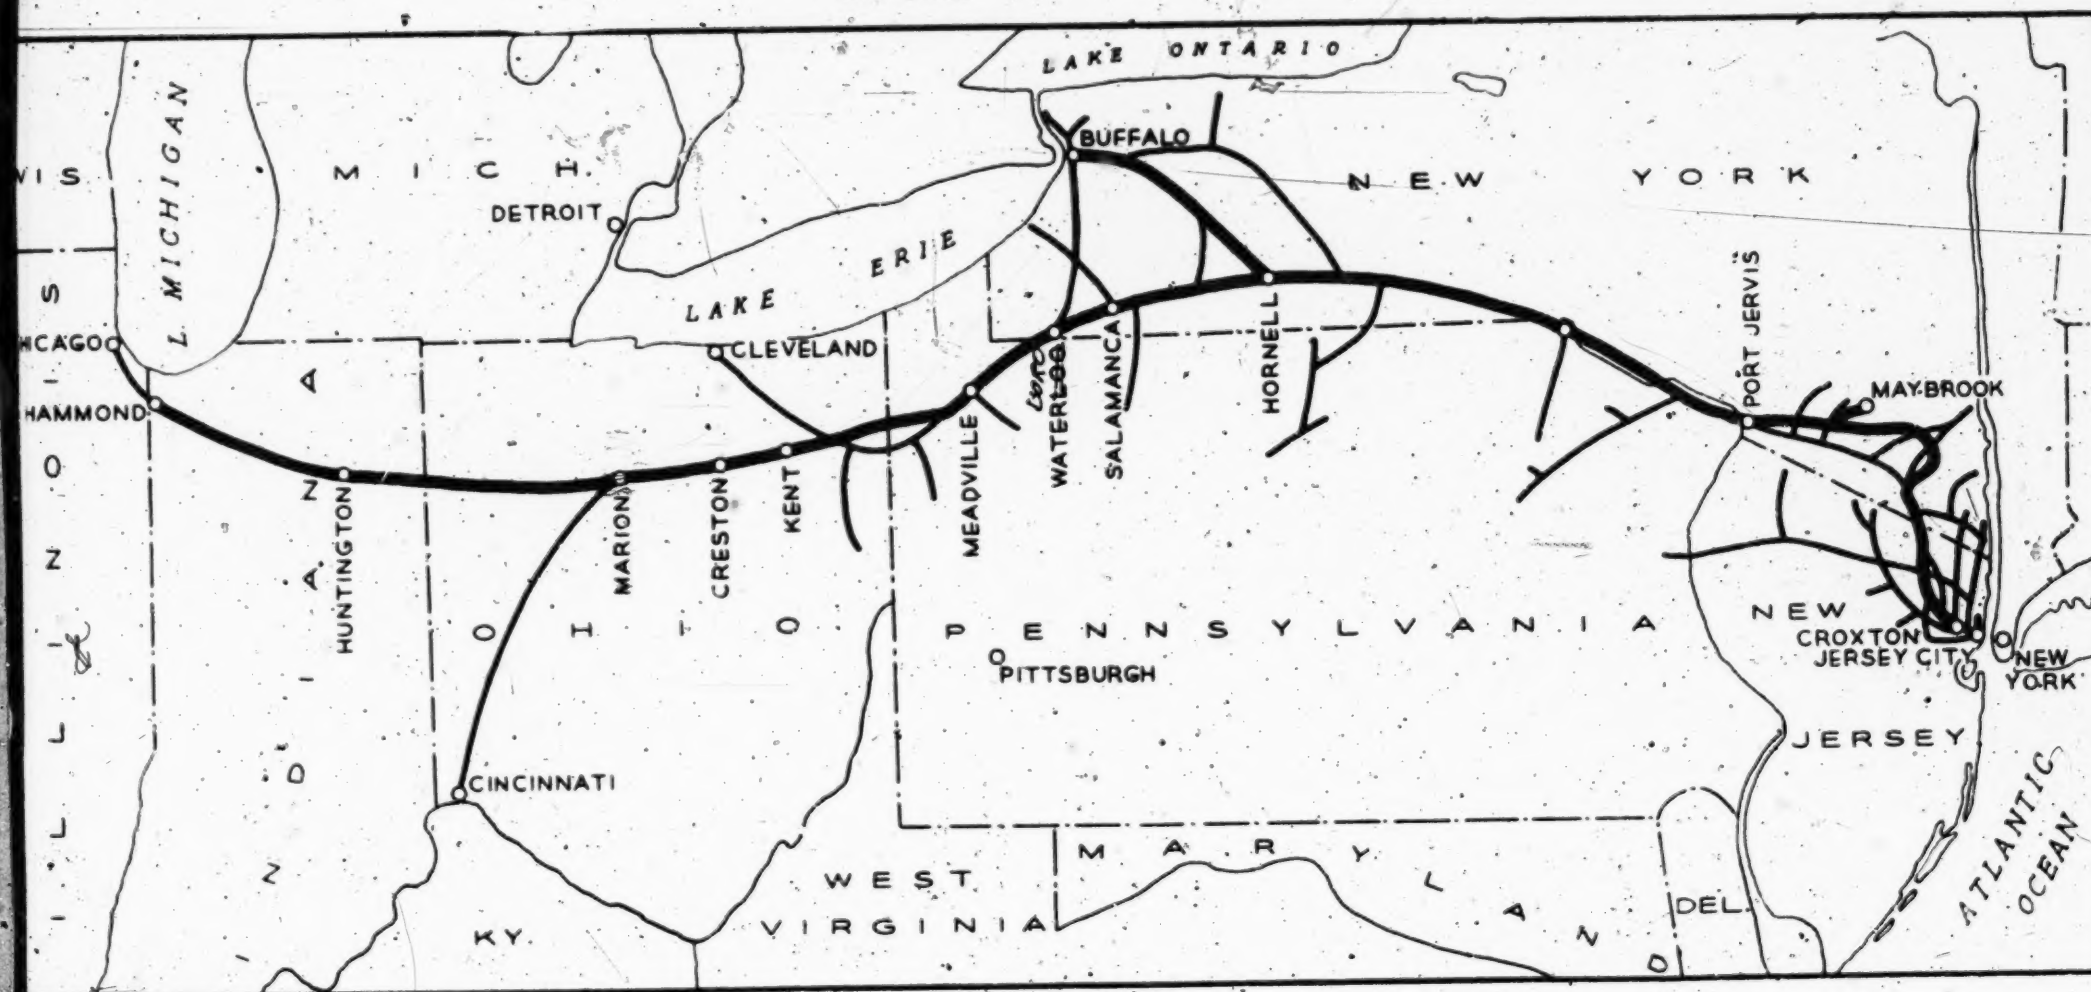 LAKE ONTARIO
L. MICHIGAN
BUFFALO
WIS
MICH.
NEW YORK
DETROIT
LAKE ERIE
PORT JERVIS
CHICAGO
CLEVELAND
HAMMOND
MAYBROOK
WATERLOO
SALAMANCA
HORNELL
MEADVILLE
KENT
CRESTON
MARION
HUNTINGTON
INDIANA
ILLINOIS
OHIO
PENNSYLVANIA
NEW
JERSEY
CROXTON
JERSEY CITY
NEW
YORK
PITTSBURGH
CINCINNATI
WEST
VIRGINIA
MARYLAND
DEL.
KY.
ATLANTIC
OCEAN